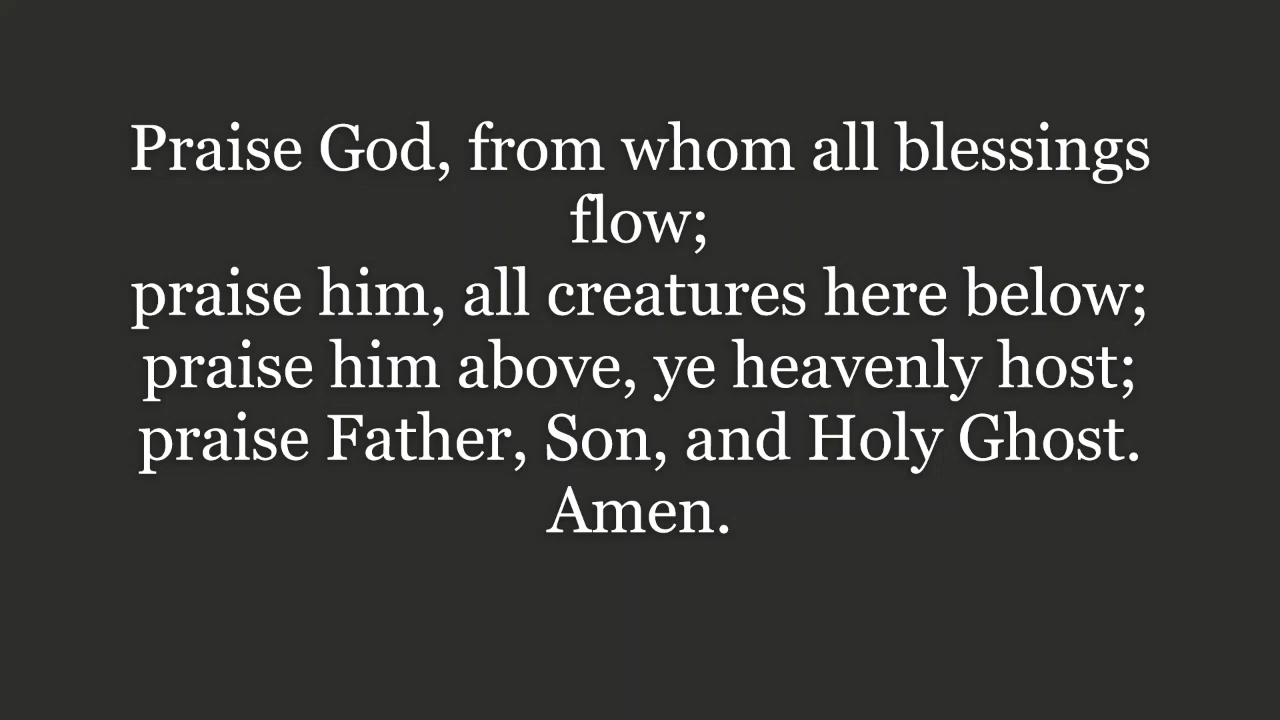 Praise God, from whom all blessings
flow;
praise him, all creatures here below;
praise him above, ye heavenly host;
praise Father, Son, and Holy Ghost.
Amen.